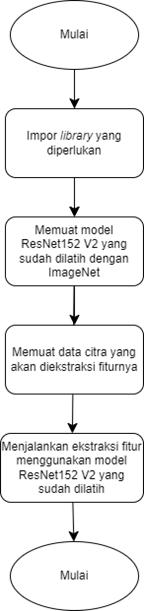 Mulai
Impor library yang
diperlukan
Memuat model
ResNet152 V2 yang
sudah dilatih dengan
ImageNet
Memuat data citra yang
akan diekstraksi fiturnya
Menjalankan ekstraksi fitur
menggunakan model
ResNet152 V2 yang
sudah dilatih
Mulai